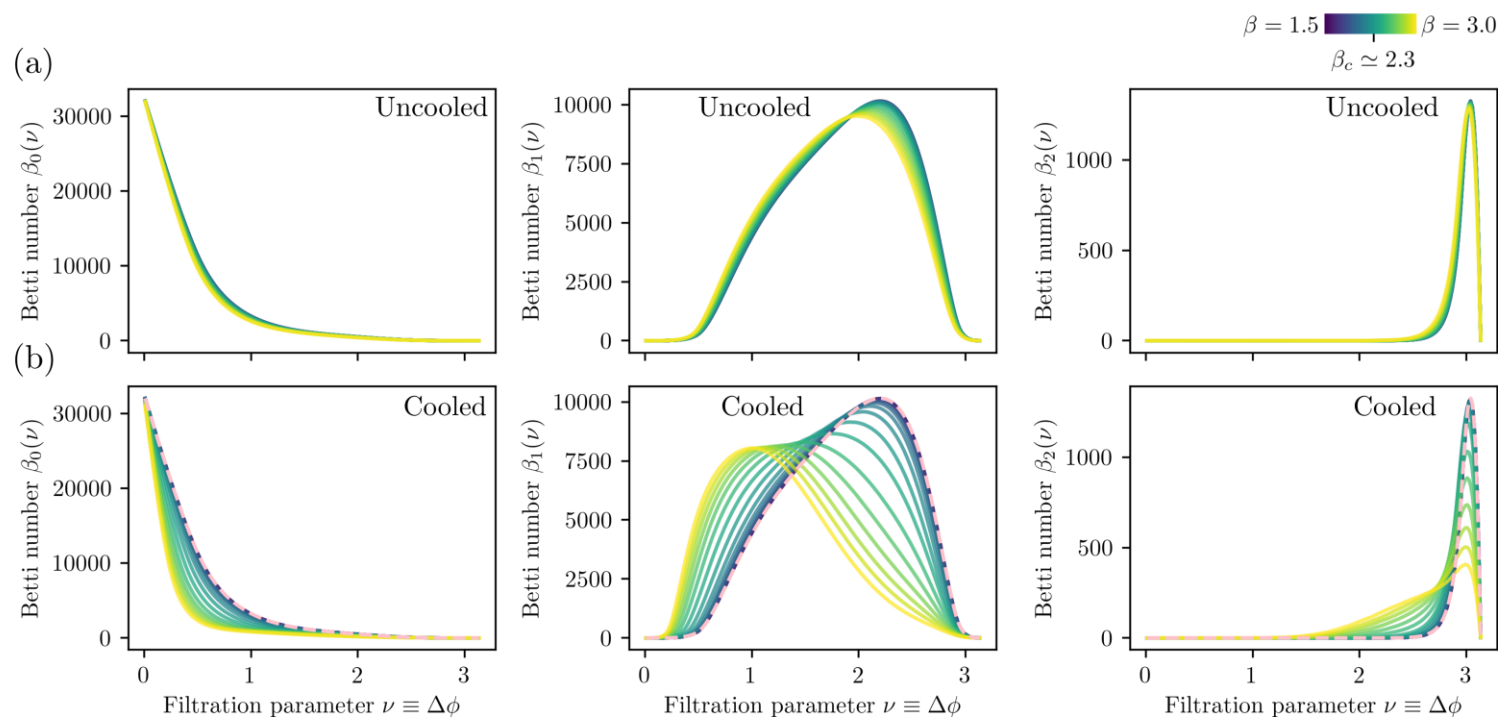 β = 1.5 β = 3.0
β_c ≃ 2.3
(a)
Betti number β_0(ν)
30000
20000
10000
0
Uncooled
Betti number β_1(ν)
10000
7500
5000
2500
0
Uncooled
Betti number β_2(ν)
1000
500
0
Uncooled
(b)
Betti number β_0(ν)
30000
20000
10000
0
Cooled
0 1 2 3
Filtration parameter ν ≡ Δϕ
Betti number β_1(ν)
10000
7500
5000
2500
0
Cooled
0 1 2 3
Filtration parameter ν ≡ Δϕ
Betti number β_2(ν)
1000
500
0
Cooled
0 1 2 3
Filtration parameter ν ≡ Δϕ